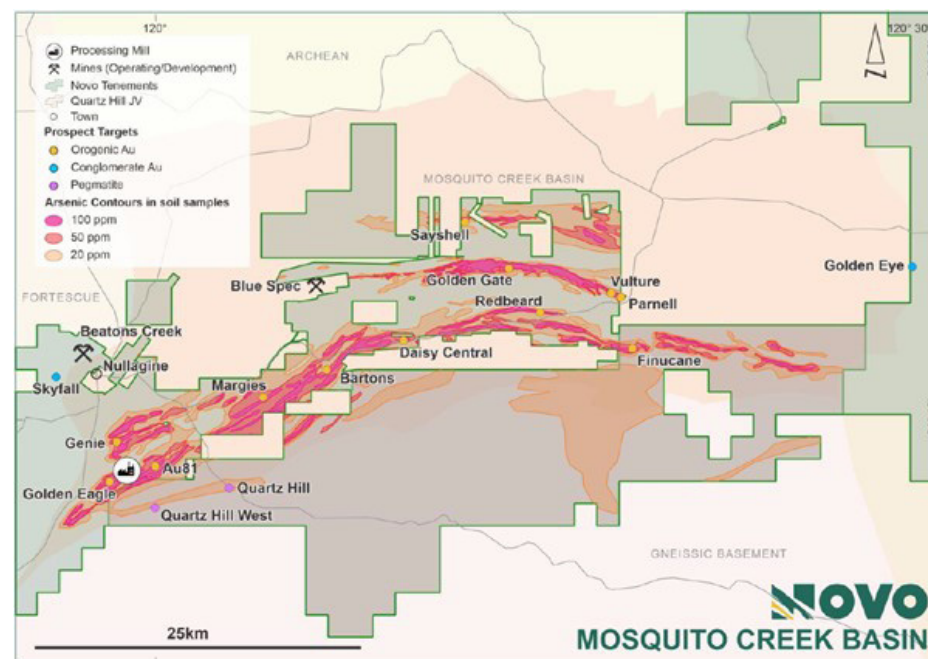 120°
120° 30
ARCHEAN
Processing Mill
Mines (Operating/Development)
Novo Tenements
Quartz Hill JV
Town
Prospect Targets
Orogenic Au
Conglomerate Au
Pegmatite
Arsenic Contours in soil samples
100 ppm
50 ppm
20 ppm
N
MOSQUITO CREEK BASIN
Sayshell
Golden Eye
Golden Gate
Blue Spec
Vulture
Redbeard
Parnell
FORTESCUE
Beatons Creek
Daisy Central
Finucane
Nullagine
Skyfall
Bartons
Margies
Genie
Au81
Golden Eagle
Quartz Hill
Quartz Hill West
GNEISSIC BASEMENT
25km
NOVO
MOSQUITO CREEK BASIN